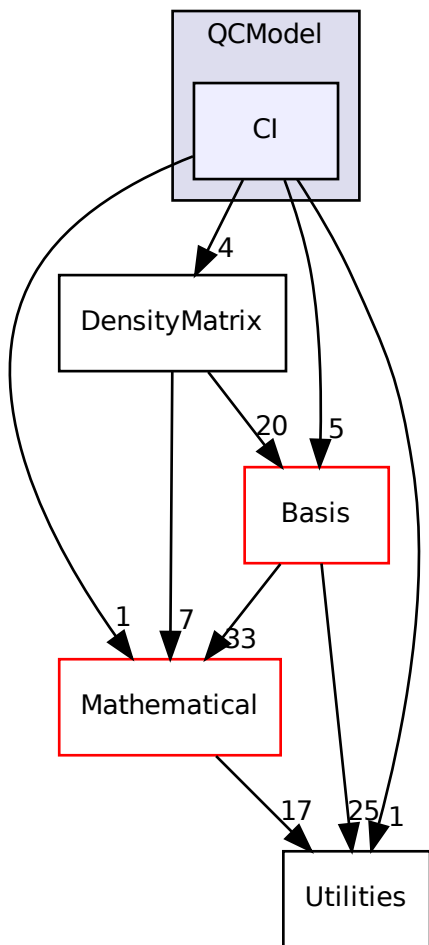 QCModel
CI
4
DensityMatrix
20
5
Basis
1
7
33
Mathematical
17
25
1
Utilities